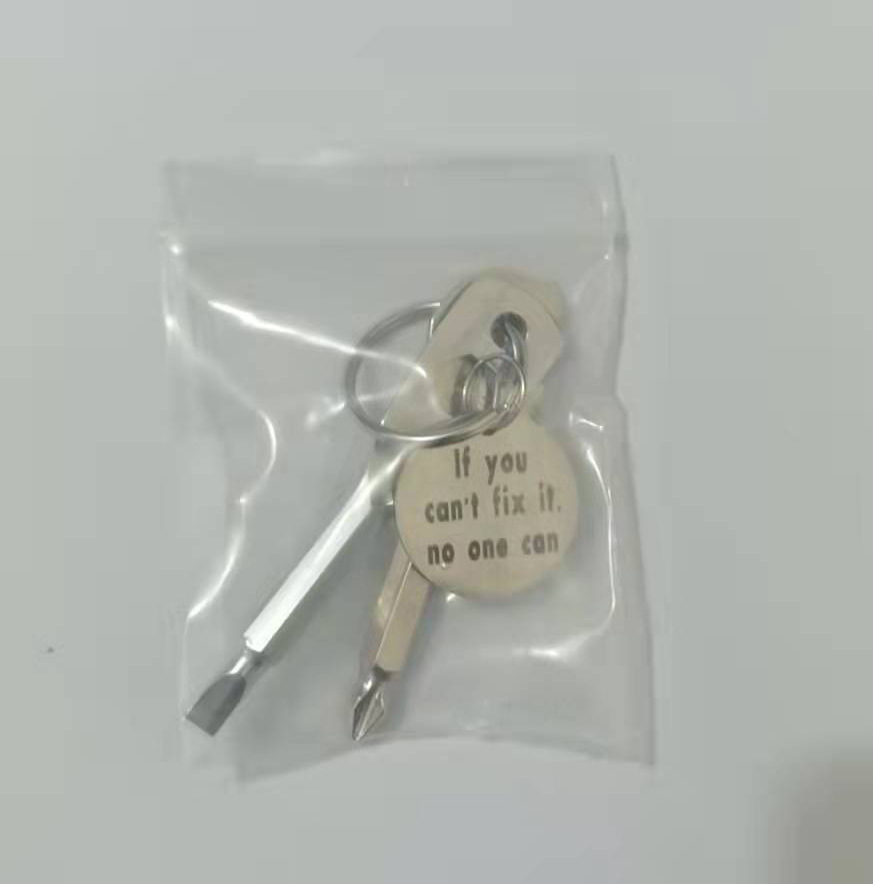 If you
can't fix it.
no one can